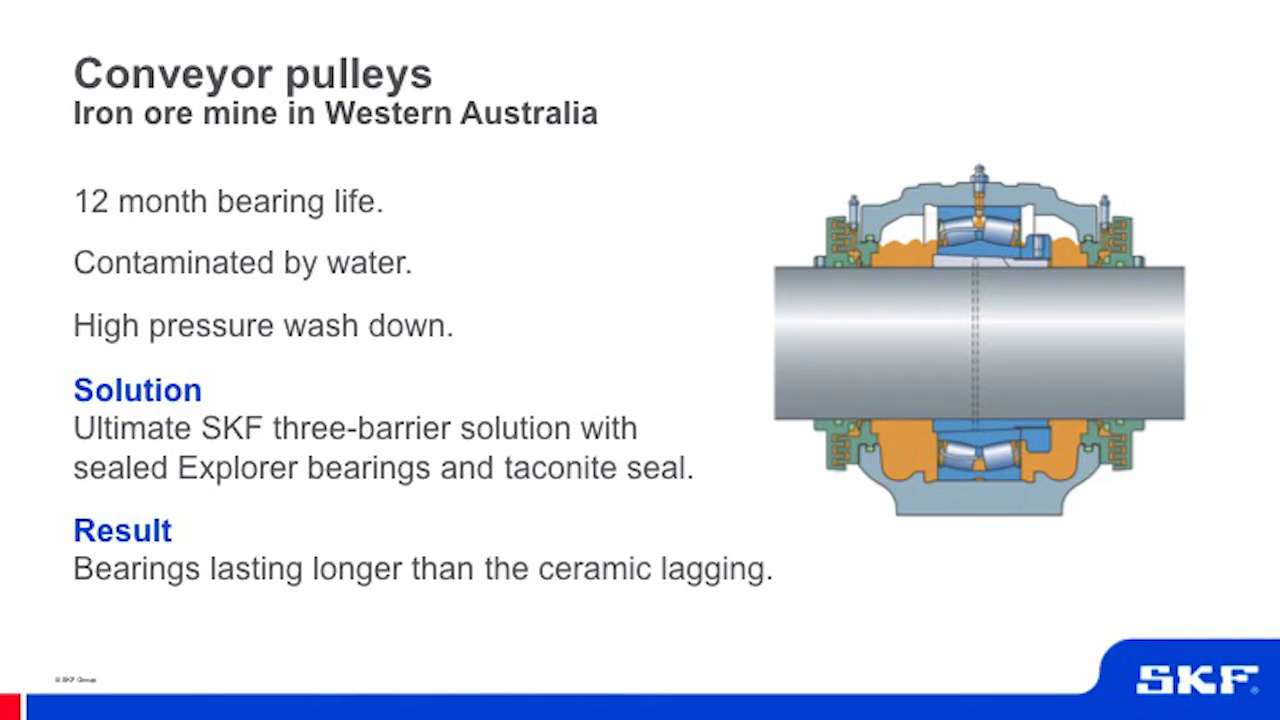 Conveyor pulleys
Iron ore mine in Western Australia
12 month bearing life.
Contaminated by water.
High pressure wash down.
Solution
Ultimate SKF three-barrier solution with
sealed Explorer bearings and taconite seal.
Result
Bearings lasting longer than the ceramic lagging.
© SKF Group
SKF®